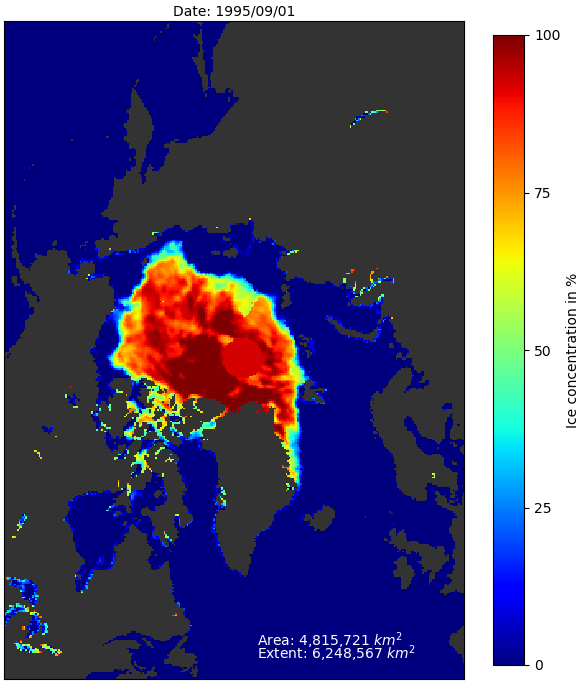 Date: 1995/09/01
100
75
50
25
0
Ice concentration in %
Area: 4,815,721 km²
Extent: 6,248,567 km²